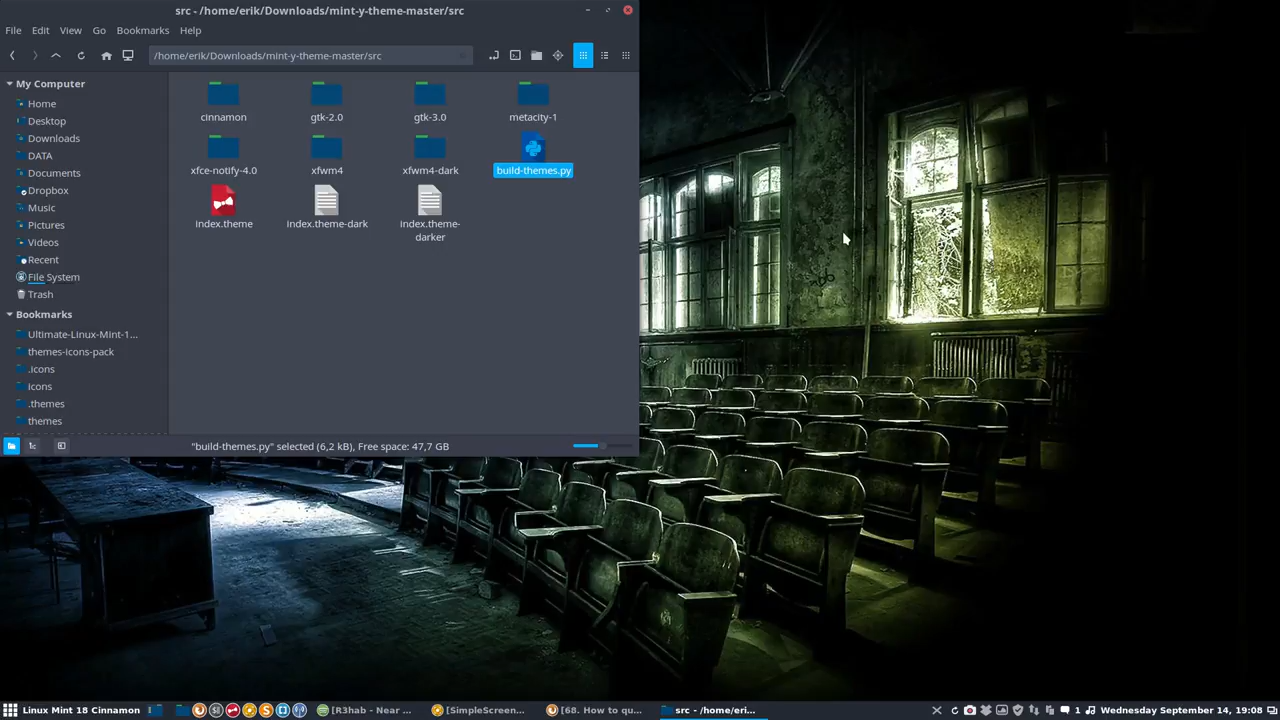 src - /home/erik/Downloads/mint-y-theme-master/src
File Edit View Go Bookmarks Help
/home/erik/Downloads/mint-y-theme-master/src
My Computer
Home
Desktop
Downloads
DATA
Documents
Dropbox
Music
Pictures
Videos
Recent
File System
Trash
Bookmarks
Ultimate-Linux-Mint-1...
themes-icons-pack
.icons
icons
.themes
themes
cinnamon
gtk-2.0
gtk-3.0
metacity-1
xfce-notify-4.0
xfwm4
xfwm4-dark
build-themes.py
index.theme
index.theme-dark
index.theme-
darker
"build-themes.py" selected (6,2 kB), Free space: 47,7 GB
Linux Mint 18 Cinnamon
[R3hab - Making ...
[SimpleScreen...
[68. How to qu...
src - /home/eri...
1
Wednesday September 14, 19:08